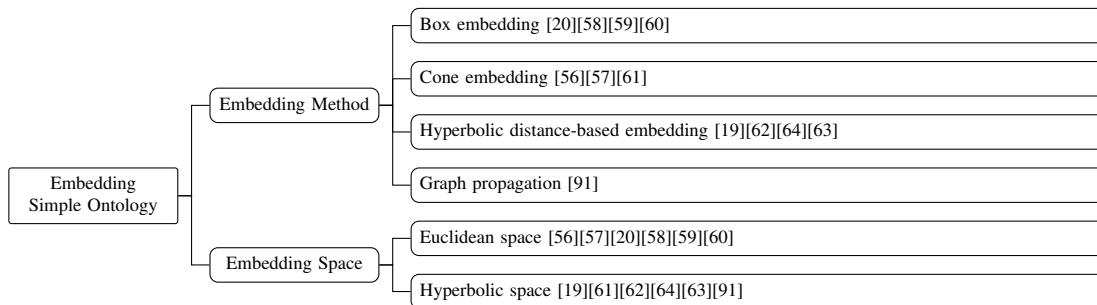 Box embedding [20][58][59][60]
Cone embedding [56][57][61]
Embedding Method
Hyperbolic distance-based embedding [19][62][64][63]
Graph propagation [91]
Embedding
Simple Ontology
Euclidean space [56][57][20][58][59][60]
Embedding Space
Hyperbolic space [19][61][62][64][63][91]